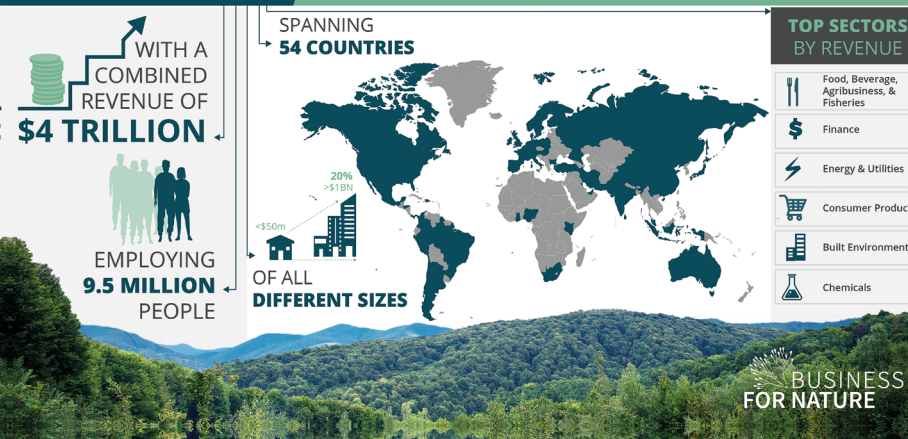 WITH A
COMBINED
REVENUE OF
$4 TRILLION
EMPLOYING
9.5 MILLION
PEOPLE
SPANNING
54 COUNTRIES
20%
>$1BN
<$50m
OF ALL
DIFFERENT SIZES
TOP SECTORS
BY REVENUE
Food, Beverage,
Agribusiness, &
Fisheries
Finance
Energy & Utilities
Consumer Produc
Built Environment
Chemicals
BUSINESS
FOR NATURE